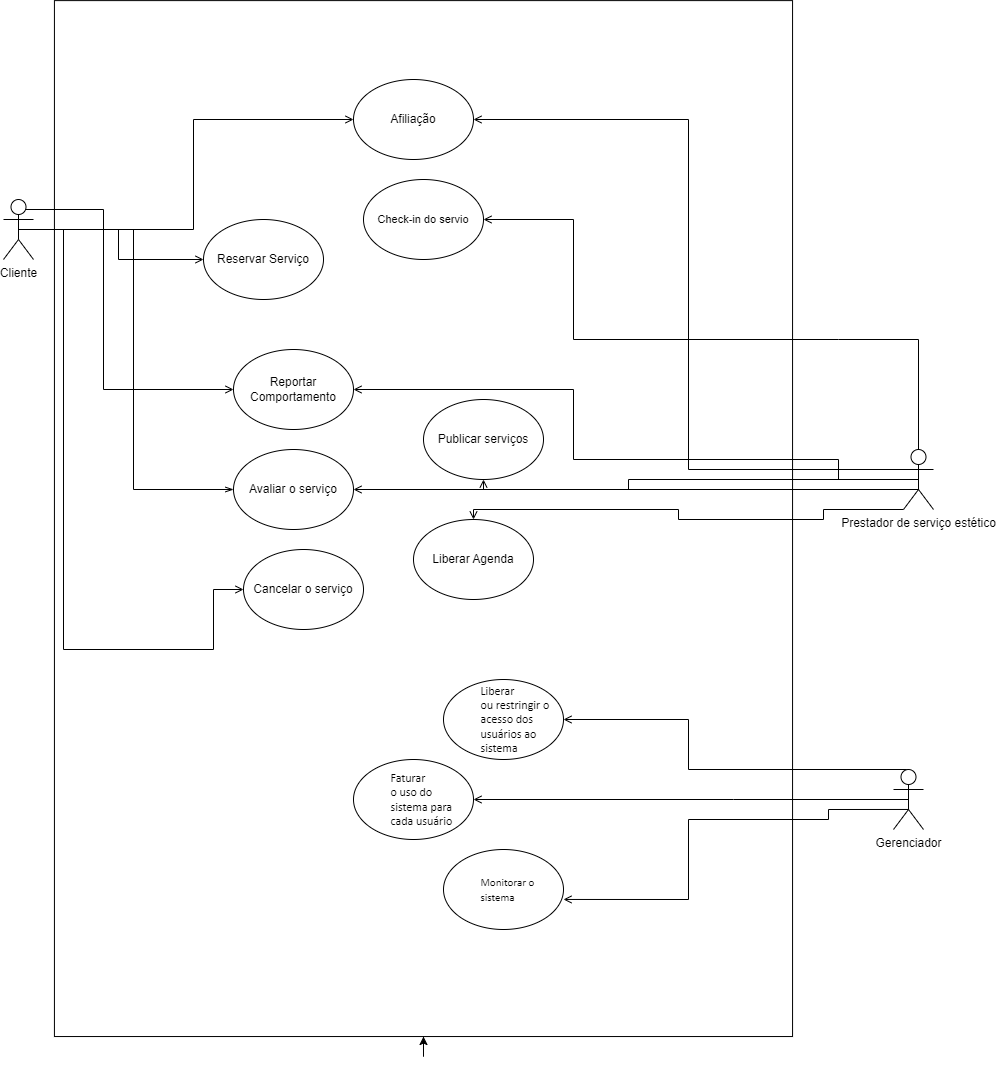 Afiliação
Check-in do servio
Reservar Serviço
Cliente
Reportar
Comportamento
Publicar serviços
Avaliar o serviço
Prestador de serviço estético
Liberar Agenda
Cancelar o serviço
Liberar
ou restringir o
acesso dos
usuários ao
sistema
Faturar
o uso do
sistema para
cada usuário
Gerenciador
Monitorar o
sistema